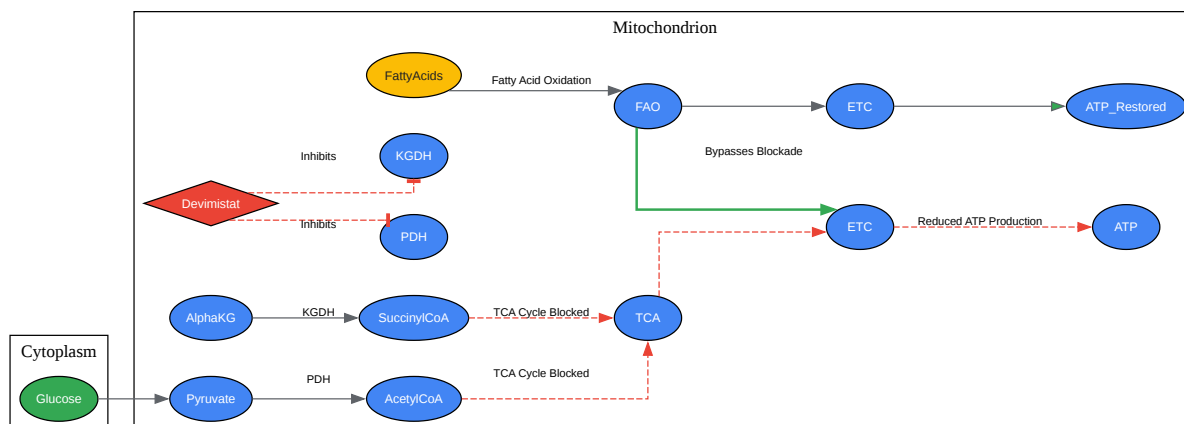 Mitochondrion
FattyAcids
Fatty Acid Oxidation
FAO
ETC
ATP_Restored
Inhibits
KGDH
Bypasses Blockade
Devimistat
Inhibits
PDH
ETC
Reduced ATP Production
ATP
AlphaKG
KGDH
SuccinylCoA
TCA Cycle Blocked
TCA
Cytoplasm
Glucose
Pyruvate
PDH
AcetylCoA
TCA Cycle Blocked